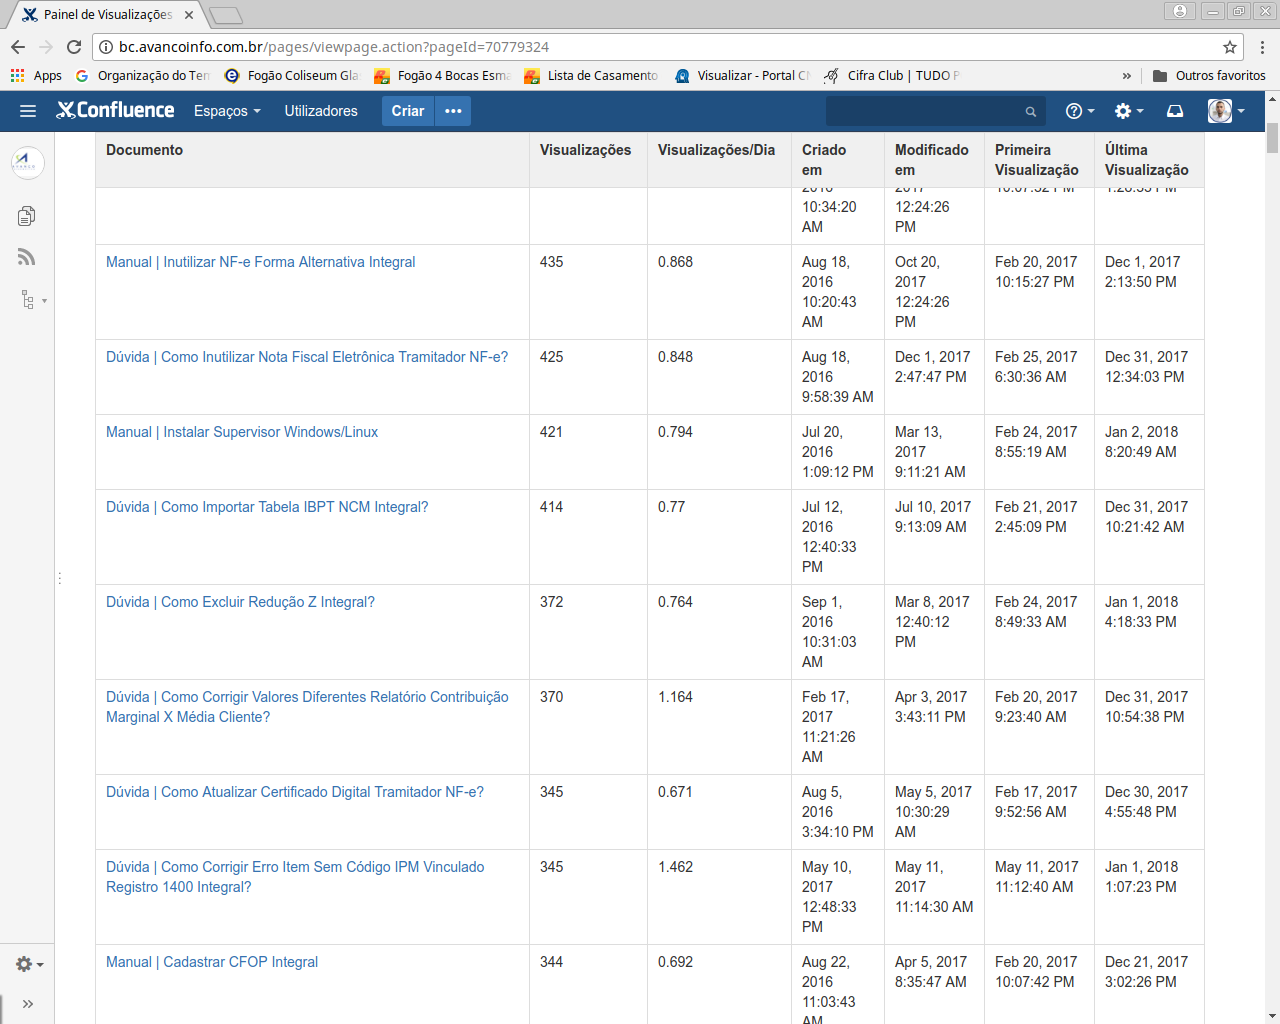 Painel de Visualizações
bc.avancoinfo.com.br/pages/viewpage.action?pageId=70779324
Apps Organização do Ter Fogão Coliseum Gla Fogão 4 Bocas Esma Lista de Casamento Visualizar - Portal C Cifra Club | TUDO P » Outros favoritos
Confluence Espaços Utilizadores Criar •••
Documento Visualizações Visualizações/Dia Criado em Modificado em Primeira Visualização Última Visualização
2016 10:34:20 AM 2017 12:24:26 PM 10:07:52 PM 1:28:53 PM
Manual | Inutilizar NF-e Forma Alternativa Integral 435 0.868 Aug 18, 2016 10:20:43 AM Oct 20, 2017 12:24:26 PM Feb 20, 2017 10:15:27 PM Dec 1, 2017 2:13:50 PM
Dúvida | Como Inutilizar Nota Fiscal Eletrônica Tramitador NF-e? 425 0.848 Aug 18, 2016 9:58:39 AM Dec 1, 2017 2:47:47 PM Feb 25, 2017 6:30:36 AM Dec 31, 2017 12:34:03 PM
Manual | Instalar Supervisor Windows/Linux 421 0.794 Jul 20, 2016 1:09:12 PM Mar 13, 2017 9:11:21 AM Feb 24, 2017 8:55:19 AM Jan 2, 2018 8:20:49 AM
Dúvida | Como Importar Tabela IBPT NCM Integral? 414 0.77 Jul 12, 2016 12:40:33 PM Jul 10, 2017 9:13:09 AM Feb 21, 2017 2:45:09 PM Dec 31, 2017 10:21:42 AM
Dúvida | Como Excluir Redução Z Integral? 372 0.764 Sep 1, 2016 10:31:03 AM Mar 8, 2017 12:40:12 PM Feb 24, 2017 8:49:33 AM Jan 1, 2018 4:18:33 PM
Dúvida | Como Corrigir Valores Diferentes Relatório Contribuição Marginal X Média Cliente? 370 1.164 Feb 17, 2017 11:21:26 AM Apr 3, 2017 3:43:11 PM Feb 20, 2017 9:23:40 AM Dec 31, 2017 10:54:38 PM
Dúvida | Como Atualizar Certificado Digital Tramitador NF-e? 345 0.671 Aug 5, 2016 3:34:10 PM May 5, 2017 10:30:29 AM Feb 17, 2017 9:52:56 AM Dec 30, 2017 4:55:48 PM
Dúvida | Como Corrigir Erro Item Sem Código IPM Vinculado Registro 1400 Integral? 345 1.462 May 10, 2017 12:48:33 PM May 11, 2017 11:14:30 AM May 11, 2017 11:12:40 AM Jan 1, 2018 1:07:23 PM
Manual | Cadastrar CFOP Integral 344 0.692 Aug 22, 2016 11:03:43 AM Apr 5, 2017 8:35:47 AM Feb 20, 2017 10:07:42 PM Dec 21, 2017 3:02:26 PM